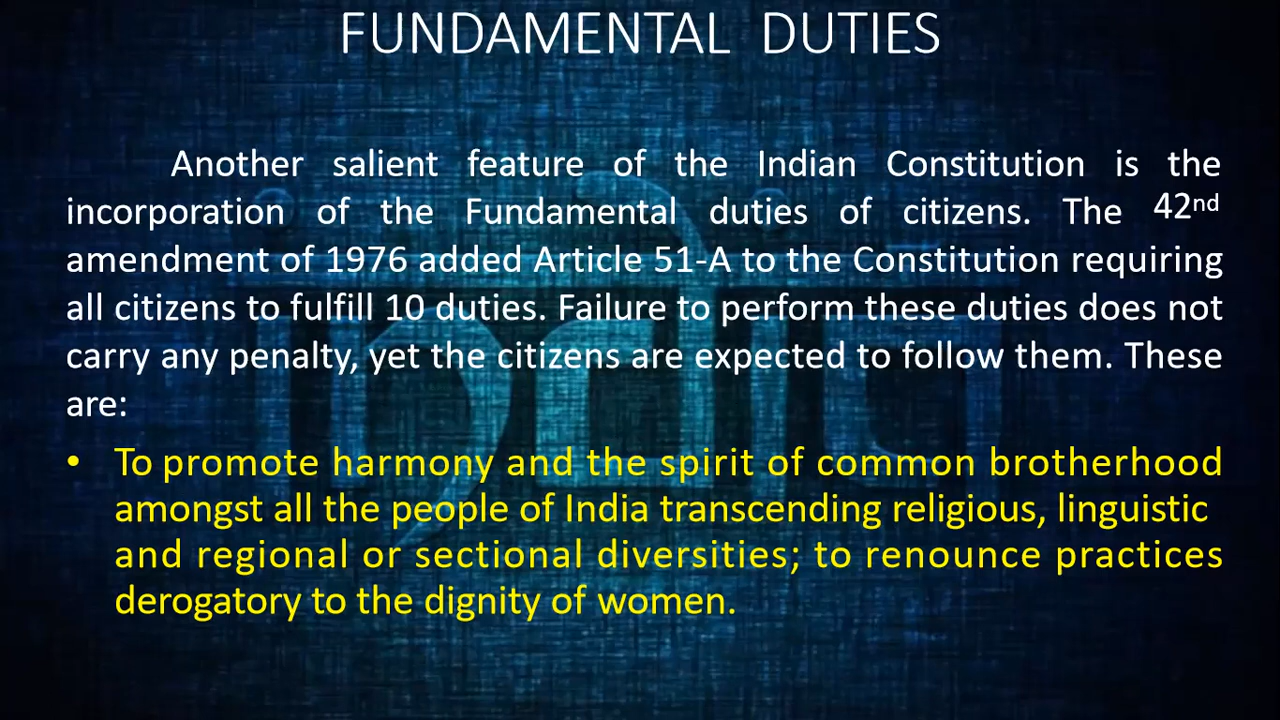 FUNDAMENTAL DUTIES
Another salient feature of the Indian Constitution is the
incorporation of the Fundamental duties of citizens. The 42nd
amendment of 1976 added Article 51-A to the Constitution requiring
all citizens to fulfill 10 duties. Failure to perform these duties does not
carry any penalty, yet the citizens are expected to follow them. These
are:
• To promote harmony and the spirit of common brotherhood
amongst all the people of India transcending religious, linguistic
and regional or sectional diversities; to renounce practices
derogatory to the dignity of women.
india